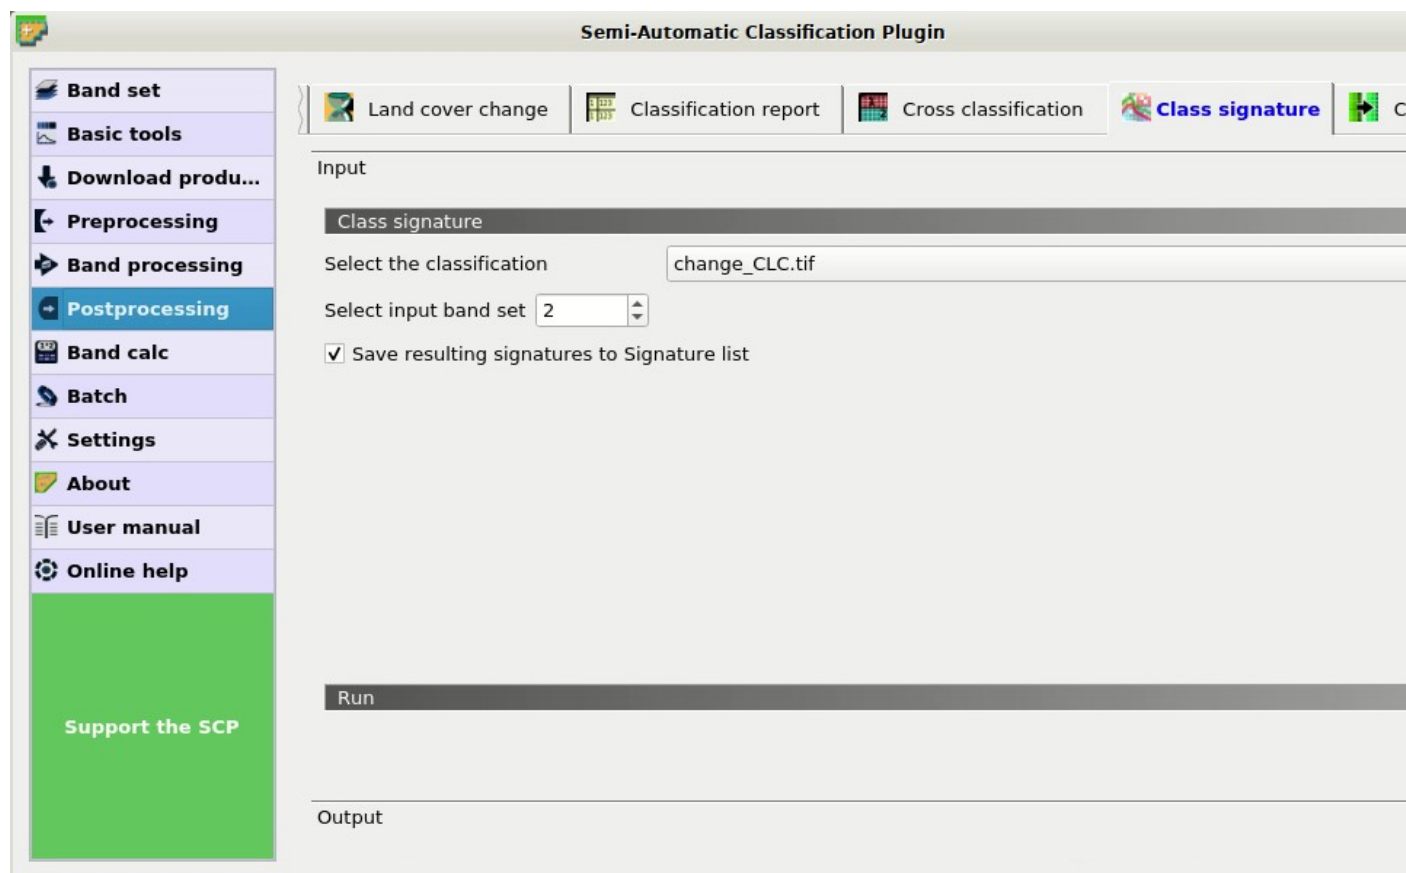 Semi-Automatic Classification Plugin
Band set
Basic tools
Download produ...
Preprocessing
Band processing
Postprocessing
Band calc
Batch
Settings
About
User manual
Online help
Support the SCP
Land cover change
Classification report
Cross classification
Class signature
C
Input
Class signature
Select the classification change_CLC.tif
Select input band set 2
Save resulting signatures to Signature list
Run
Output